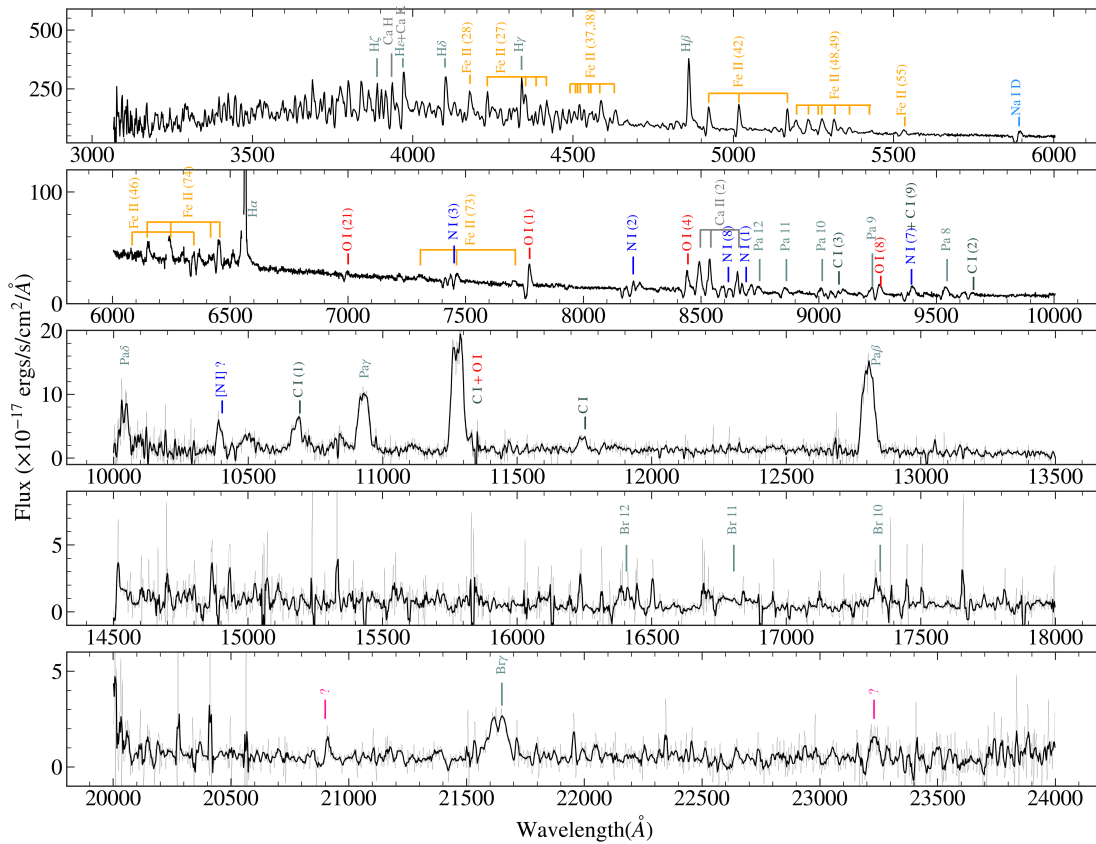 500
250
Hζ
Ca H
Hε+Ca K
Hδ
Fe II (28)
Fe II (27)
Hγ
Fe II (37,38)
Hβ
Fe II (42)
Fe II (48,49)
Fe II (55)
Na I D
3000 3500 4000 4500 5000 5500 6000
100
0
Fe II (46)
Fe II (74)
Hα
O I (21)
N I (3)
Fe II (73)
O I (1)
N I (2)
O I (4)
Ca II (2)
N I (8)
N I (1)
Pa 12
Pa 11
Pa 10
C I (3)
Pa 9
O I (8)
N I (7)+ C I (9)
Pa 8
C I (2)
6000 6500 7000 7500 8000 8500 9000 9500 10000
20
10
0
Paδ
[N I] ?
C I (1)
Paγ
C I + O I
C I
Paβ
10000 10500 11000 11500 12000 12500 13000 13500
Flux (×10⁻¹⁷ ergs/s/cm²/Å)
5
0
Br 12
Br 11
Br 10
14500 15000 15500 16000 16500 17000 17500 18000
5
0
?
Brγ
?
20000 20500 21000 21500 22000 22500 23000 23500 24000
Wavelength(Å)